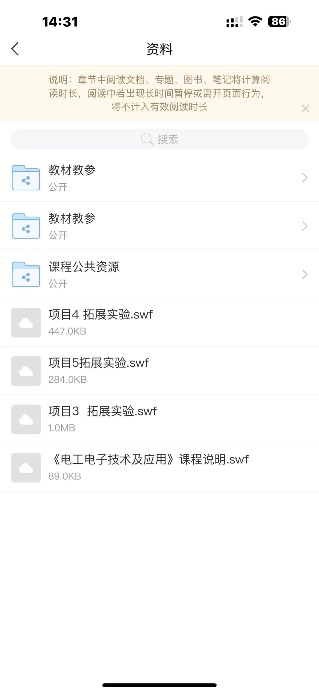 14:31
86
资料
说明：章节中阅读文档、专题、图书、笔记将计算阅
读时长，阅读中若出现长时间暂停或离开页面行为，
将不计入有效阅读时长
搜索
教材教参
公开
教材教参
公开
课程公共资源
公开
项目4 拓展实验.swf
447.0KB
项目5拓展实验.swf
284.0KB
项目3  拓展实验.swf
1.0MB
《电工电子技术及应用》课程说明.swf
89.0KB